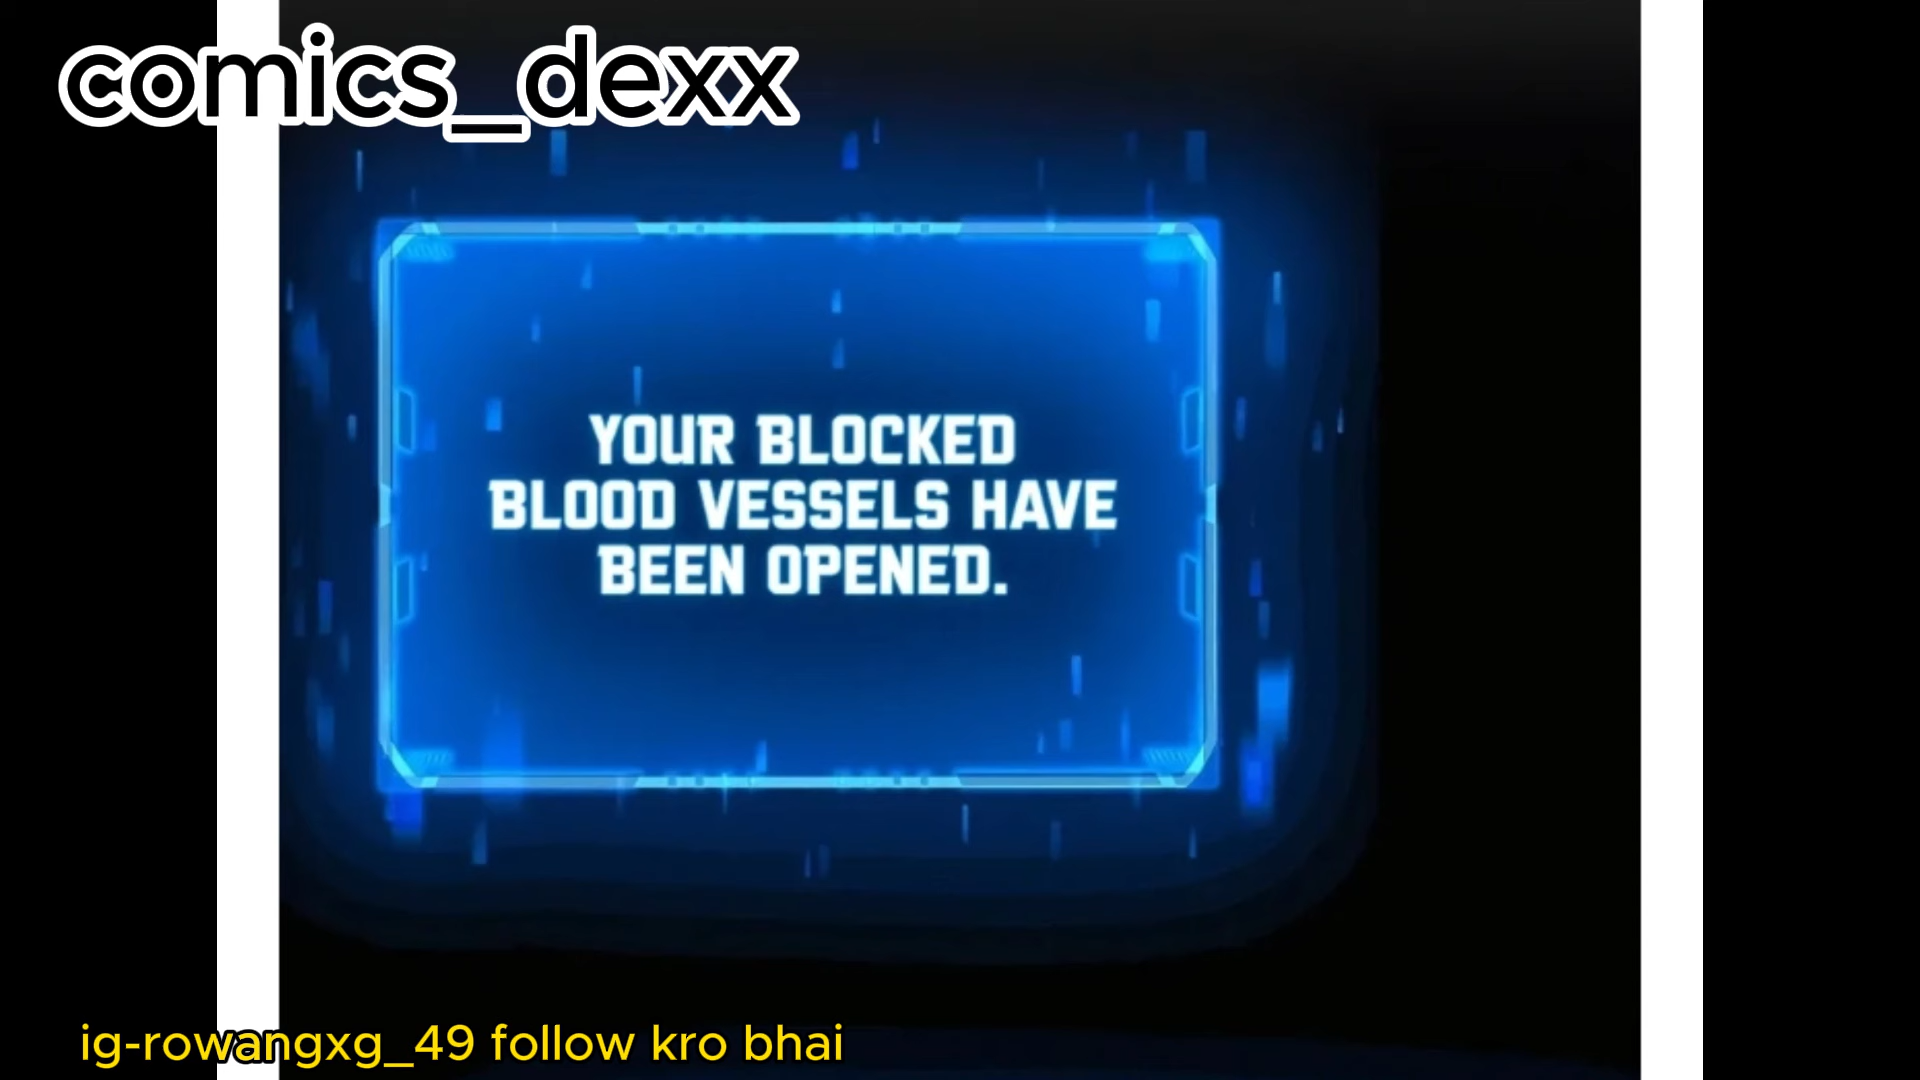 comics_dexx
YOUR BLOCKED
BLOOD VESSELS HAVE
BEEN OPENED.
ig-rowangxg_49 follow kro bhai